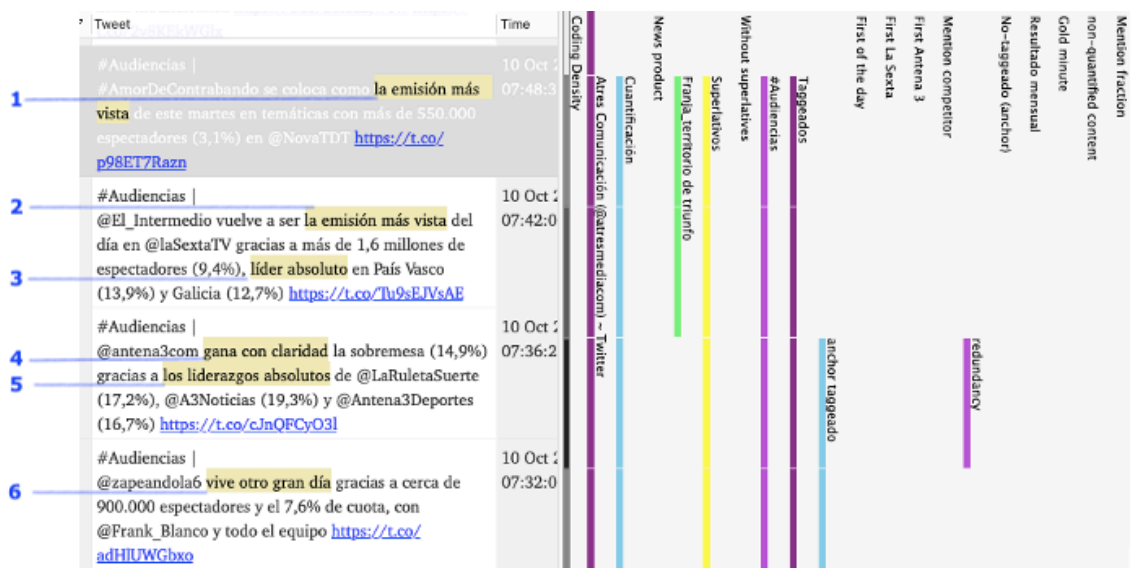 ? Tweet Time
#Audiencias | 10 Oct 2
1 #AmorDeContrabando se coloca como la emisión más 07:48:3
vista de este martes en temáticas con más de 550.000
espectadores (3,1%) en @NovaTDT https://t.co/
p98ET7Razn
#Audiencias | 10 Oct 2
2 @El_Intermedio vuelve a ser la emisión más vista del 07:42:0
día en @laSextaTV gracias a más de 1,6 millones de
3 espectadores (9,4%), líder absoluto en País Vasco
(13,9%) y Galicia (12,7%) https://t.co/Tu9sEJVsAE
#Audiencias | 10 Oct 2
4 @antena3com gana con claridad la sobremesa (14,9%) 07:36:2
5 gracias a los liderazgos absolutos de @LaRuletaSuerte
(17,2%), @A3Noticias (19,3%) y @Antena3Deportes
(16,7%) https://t.co/cJnQFCyO3l
#Audiencias | 10 Oct 2
6 @zapeandola6 vive otro gran día gracias a cerca de 07:32:0
900.000 espectadores y el 7,6% de cuota, con
@Frank_Blanco y todo el equipo https://t.co/
adHIUWGbxo
Coding Density
Atres Comunicación (@atresmediacom) ~ Twitter
Cuantificación
News product
Franja_territorio de triunfo
Superlativos
Without superlatives
#Audiencias
Taggeados
anchor taggeado
First of the day
First La Sexta
First Antena 3
Mention competitor
redundancy
No-taggeado (anchor)
Resultado mensual
Gold minute
non-quantified content
Mention fraction